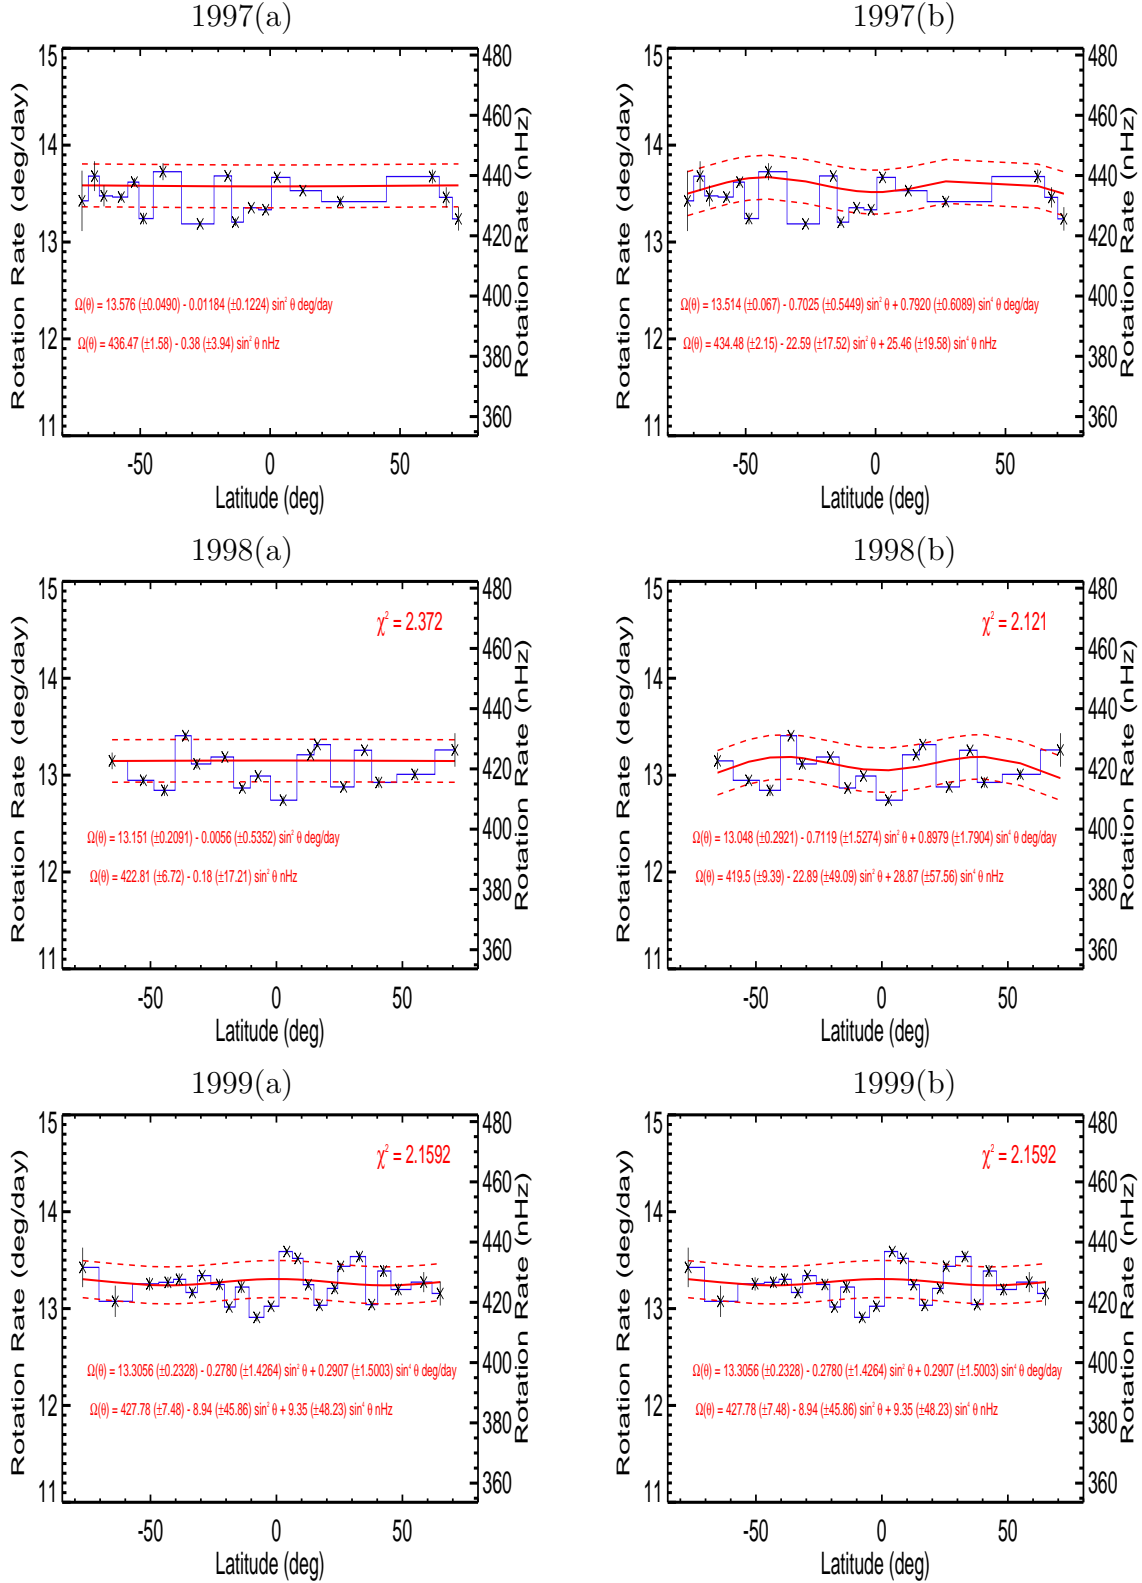 1997(a)
1997(b)
15
14
13
12
11
480
460
440
420
400
380
360
Rotation Rate (deg/day)
Rotation Rate (nHz)
Ω(θ) = 13.576 (±0.0490) - 0.01184 (±0.1224) sin² θ deg/day
Ω(θ) = 436.47 (±1.58) - 0.38 (±3.94) sin² θ nHz
-50
0
50
Latitude (deg)
15
14
13
12
11
480
460
440
420
400
380
360
Rotation Rate (deg/day)
Rotation Rate (nHz)
Ω(θ) = 13.514 (±0.067) - 0.7025 (±0.5449) sin² θ + 0.7920 (±0.6089) sin⁴ θ deg/day
Ω(θ) = 434.48 (±2.15) - 22.59 (±17.52) sin² θ + 25.46 (±19.58) sin⁴ θ nHz
-50
0
50
Latitude (deg)
1998(a)
1998(b)
15
14
13
12
11
480
460
440
420
400
380
360
Rotation Rate (deg/day)
Rotation Rate (nHz)
χ² = 2.372
Ω(θ) = 13.151 (±0.2091) - 0.0056 (±0.5352) sin² θ deg/day
Ω(θ) = 422.81 (±6.72) - 0.18 (±17.21) sin² θ nHz
-50
0
50
Latitude (deg)
15
14
13
12
11
480
460
440
420
400
380
360
Rotation Rate (deg/day)
Rotation Rate (nHz)
χ² = 2.121
Ω(θ) = 13.048 (±0.2921) - 0.7119 (±1.5274) sin² θ + 0.8979 (±1.7904) sin⁴ θ deg/day
Ω(θ) = 419.5 (±9.39) - 22.89 (±49.09) sin² θ + 28.87 (±57.56) sin⁴ θ nHz
-50
0
50
Latitude (deg)
1999(a)
1999(b)
15
14
13
12
11
480
460
440
420
400
380
360
Rotation Rate (deg/day)
Rotation Rate (nHz)
χ² = 2.1592
Ω(θ) = 13.3056 (±0.2328) - 0.2780 (±1.4264) sin² θ + 0.2907 (±1.5003) sin⁴ θ deg/day
Ω(θ) = 427.78 (±7.48) - 8.94 (±45.86) sin² θ + 9.35 (±48.23) sin⁴ θ nHz
-50
0
50
Latitude (deg)
15
14
13
12
11
480
460
440
420
400
380
360
Rotation Rate (deg/day)
Rotation Rate (nHz)
χ² = 2.1592
Ω(θ) = 13.3056 (±0.2328) - 0.2780 (±1.4264) sin² θ + 0.2907 (±1.5003) sin⁴ θ deg/day
Ω(θ) = 427.78 (±7.48) - 8.94 (±45.86) sin² θ + 9.35 (±48.23) sin⁴ θ nHz
-50
0
50
Latitude (deg)